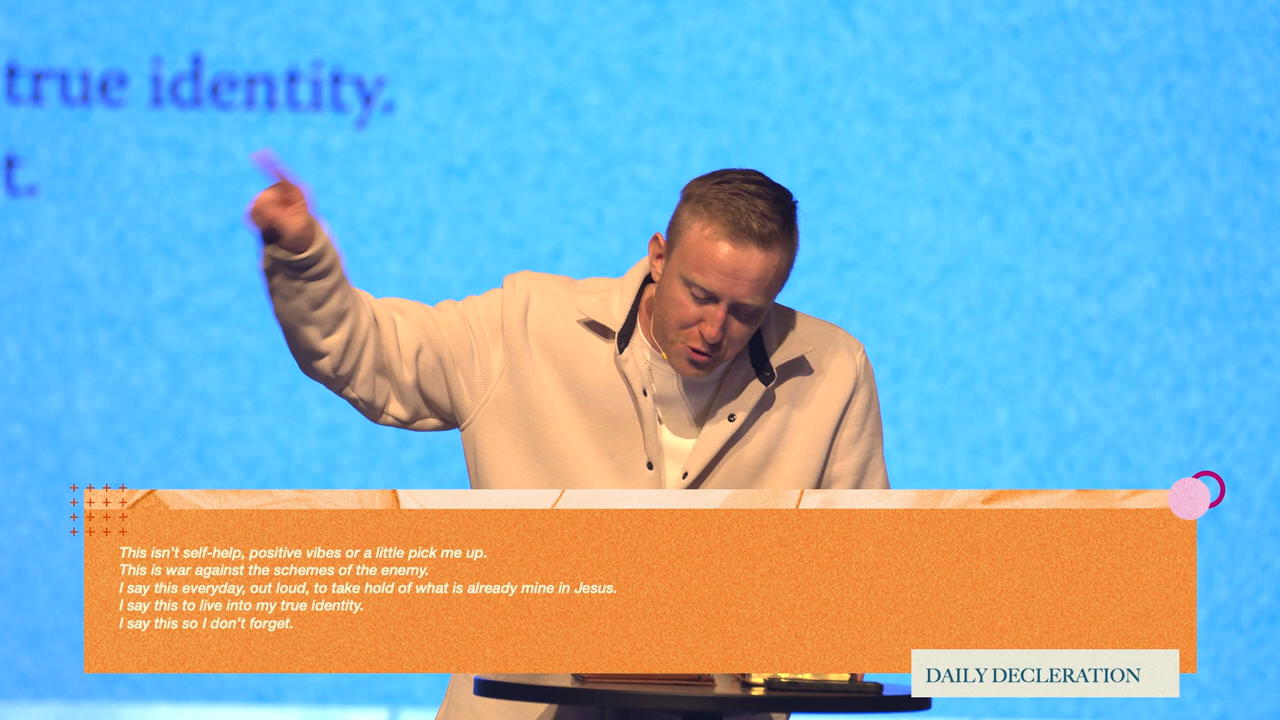 true identity.
t.
This isn't self-help, positive vibes or a little pick me up.
This is war against the schemes of the enemy.
I say this everyday, out loud, to take hold of what is already mine in Jesus.
I say this to live into my true identity.
I say this so I don't forget.
DAILY DECLERATION